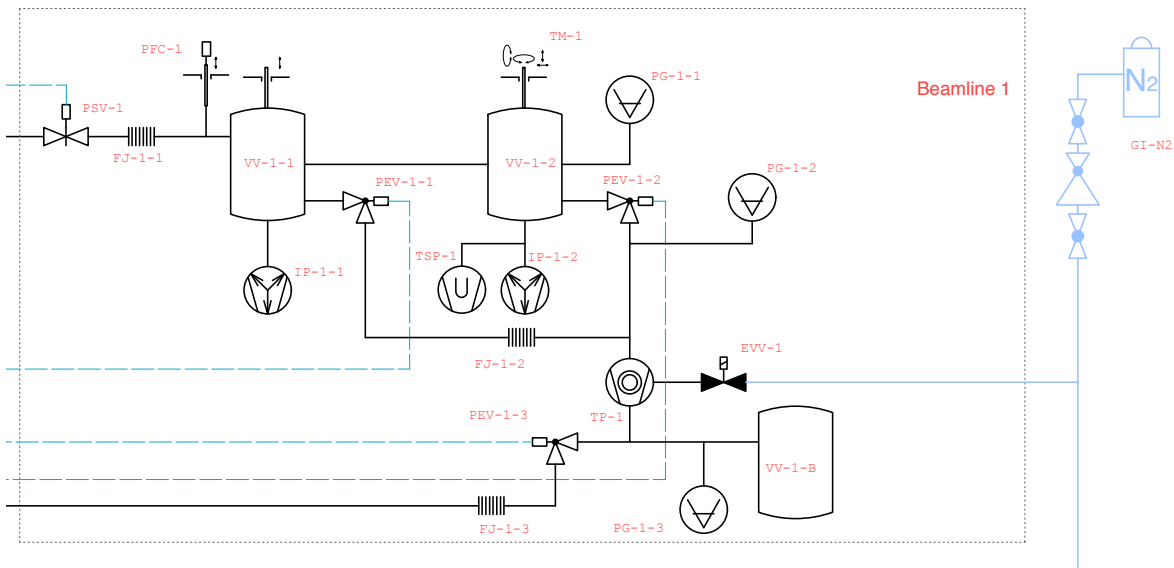 TM-1
PFC-1
PG-1-1
N2
Beamline 1
PSV-1
GI-N2
FJ-1-1
VV-1-1
VV-1-2
PG-1-2
PEV-1-1
PEV-1-2
TSP-1
IP-1-2
IP-1-1
EVV-1
FJ-1-2
PEV-1-3
TP-1
VV-1-B
FJ-1-3
PG-1-3